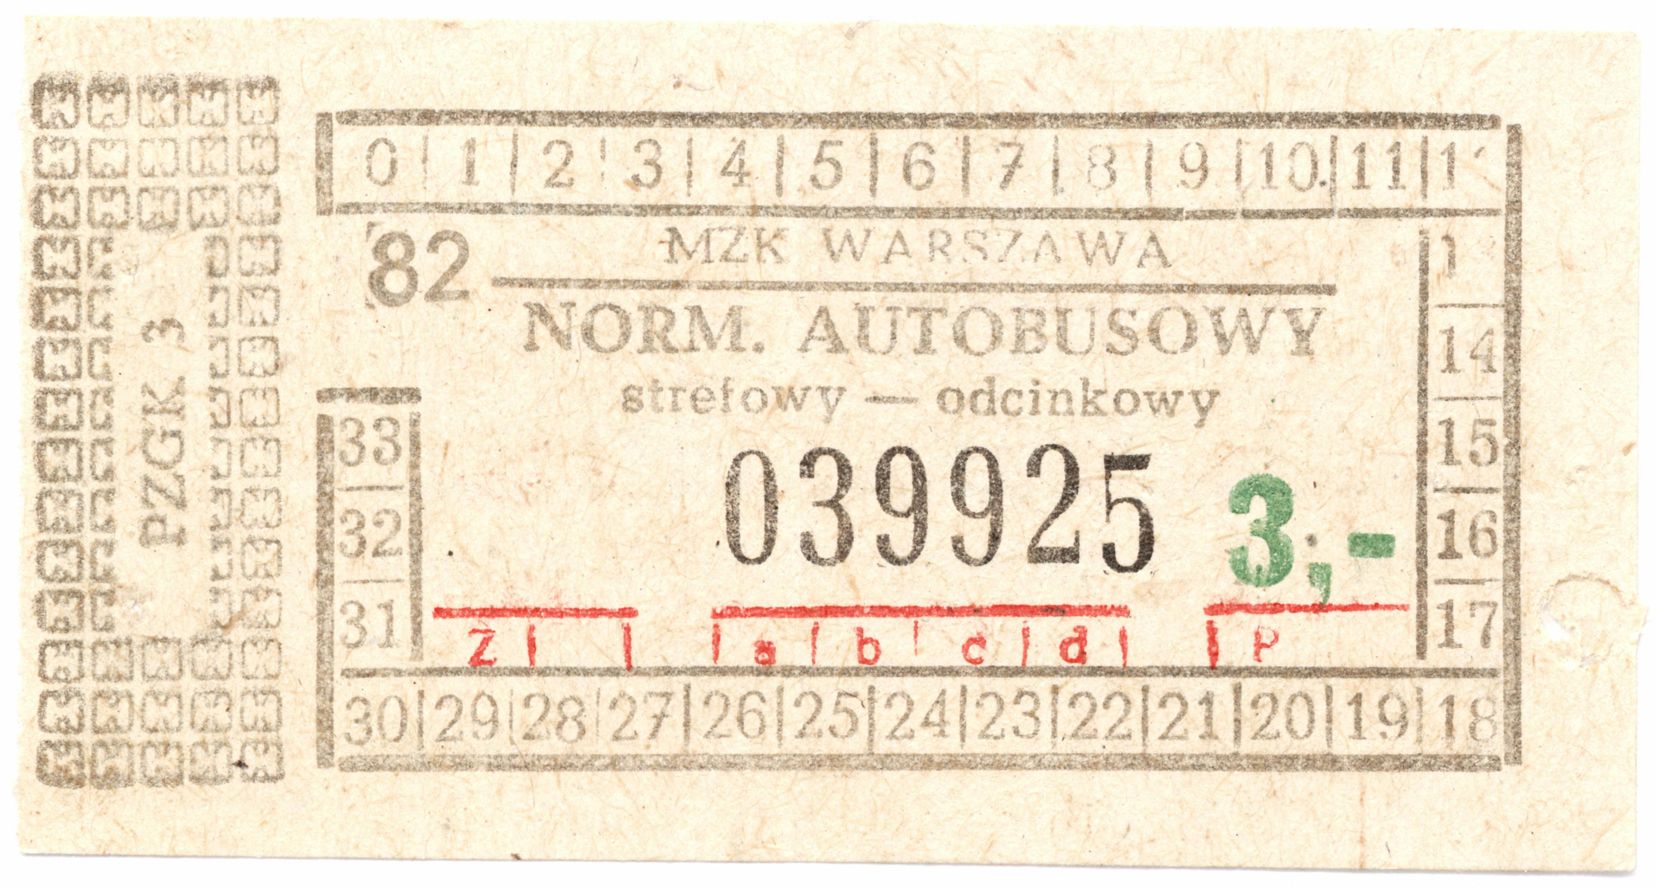 0 1 2 3 4 5 6 7 8 9 10 11
82 MZK WARSZAWA
NORM. AUTOBUSOWY
14
strefowy — odcinkowy
33 15
039925 3,-
32 16
31 17
Z a b c d P
30 29 28 27 26 25 24 23 22 21 20 19 18
PZGK 3